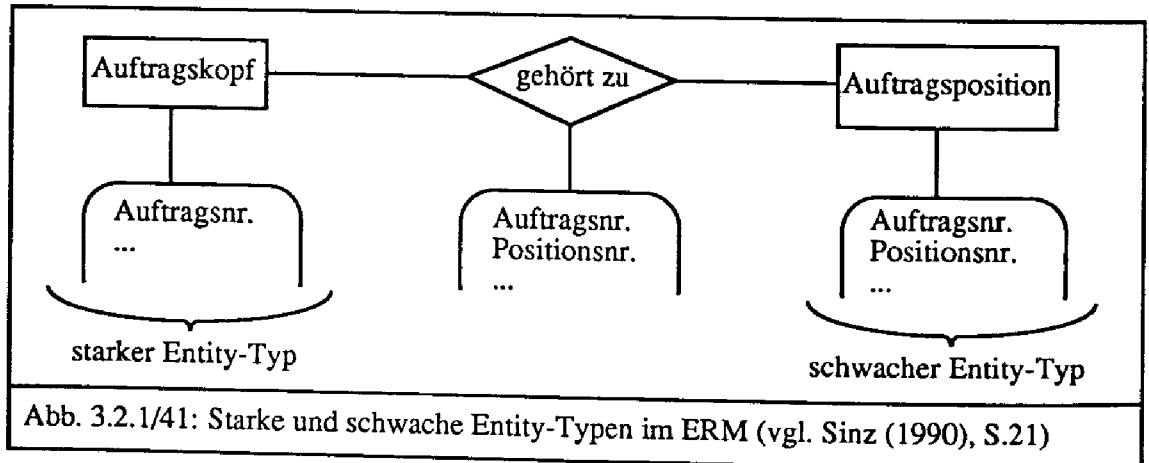 Auftragskopf
gehört zu
Auftragsposition
Auftragsnr.
...
Auftragsnr.
Positionsnr.
...
Auftragsnr.
Positionsnr.
...
starker Entity-Typ
schwacher Entity-Typ
Abb. 3.2.1/41: Starke und schwache Entity-Typen im ERM (vgl. Sinz (1990), S.21)